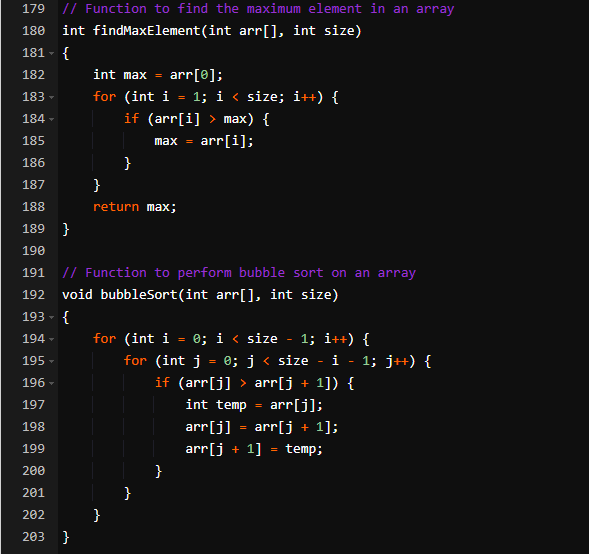 179 // Function to find the maximum element in an array
180 int findMaxElement(int arr[], int size)
181 {
182     int max = arr[0];
183     for (int i = 1; i < size; i++) {
184         if (arr[i] > max) {
185             max = arr[i];
186         }
187     }
188     return max;
189 }
190
191 // Function to perform bubble sort on an array
192 void bubbleSort(int arr[], int size)
193 {
194     for (int i = 0; i < size - 1; i++) {
195         for (int j = 0; j < size - i - 1; j++) {
196             if (arr[j] > arr[j + 1]) {
197                 int temp = arr[j];
198                 arr[j] = arr[j + 1];
199                 arr[j + 1] = temp;
200             }
201         }
202     }
203 }